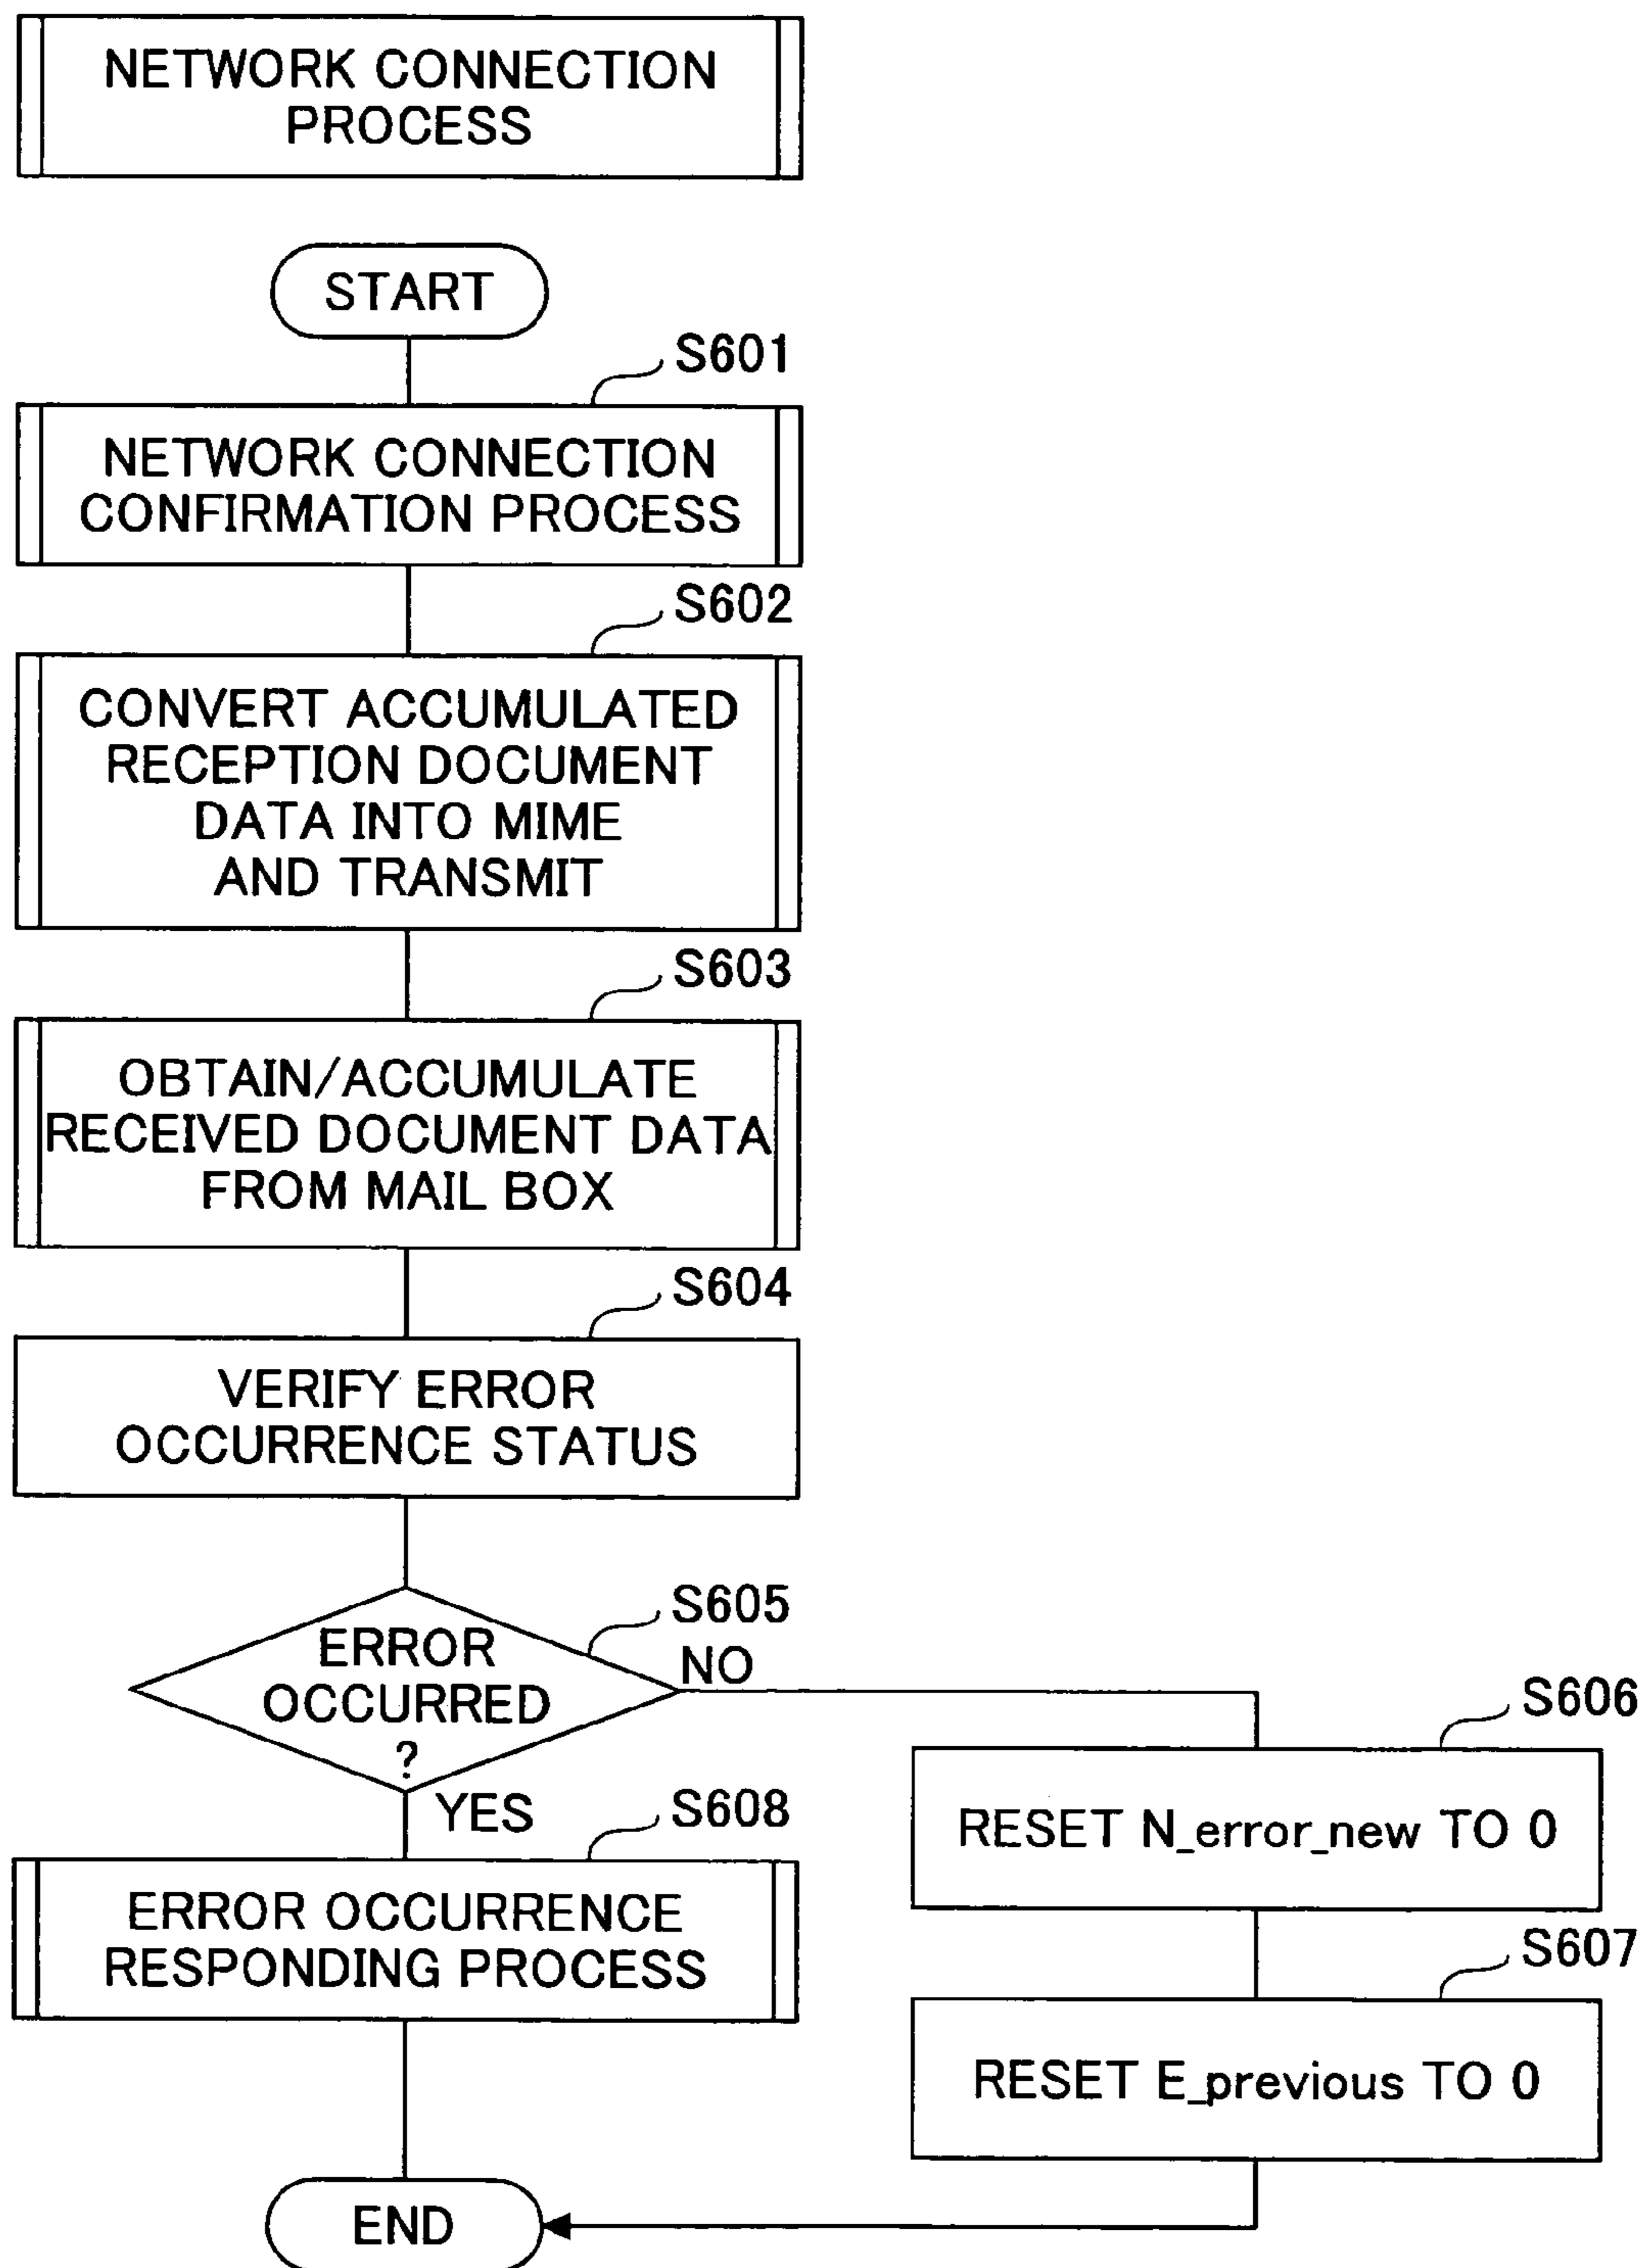 NETWORK CONNECTION
PROCESS
START
S601
NETWORK CONNECTION
CONFIRMATION PROCESS
S602
CONVERT ACCUMULATED
RECEPTION DOCUMENT
DATA INTO MIME
AND TRANSMIT
S603
OBTAIN/ACCUMULATE
RECEIVED DOCUMENT DATA
FROM MAIL BOX
S604
VERIFY ERROR
OCCURRENCE STATUS
S605
ERROR
OCCURRED
?
NO
YES
S606
RESET N_error_new TO 0
S607
RESET E_previous TO 0
S608
ERROR OCCURRENCE
RESPONDING PROCESS
END